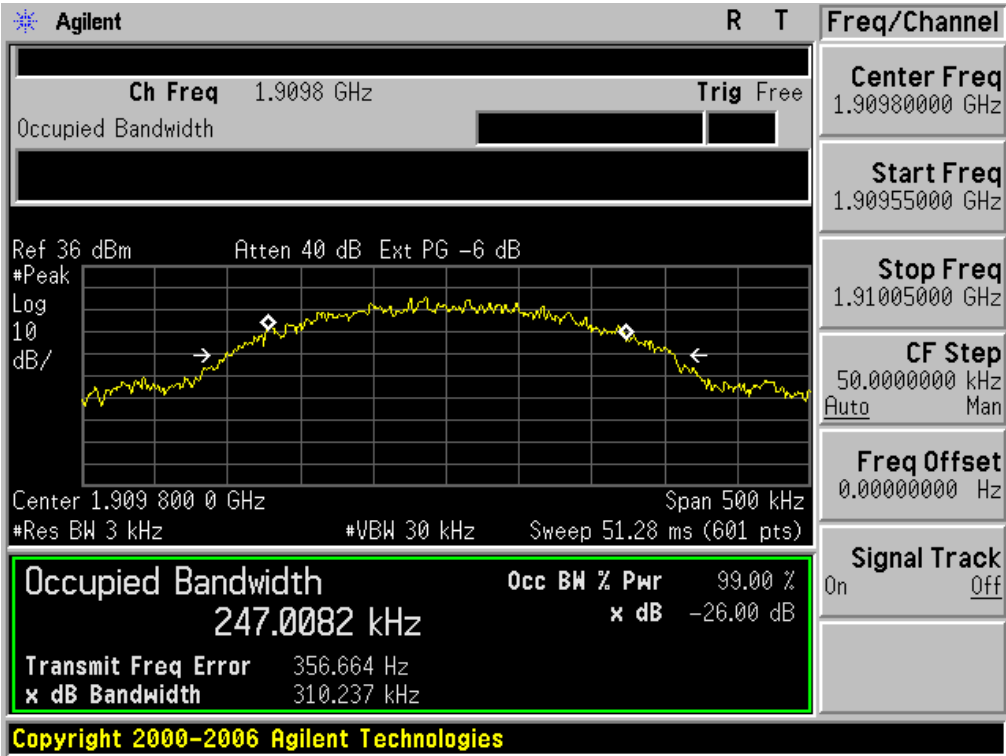 Agilent R T
Freq/Channel
Ch Freq 1.9098 GHz Trig Free
Occupied Bandwidth
Center Freq
1.90980000 GHz
Start Freq
1.90955000 GHz
Stop Freq
1.91005000 GHz
CF Step
50.0000000 kHz
Auto Man
Freq Offset
0.00000000 Hz
Signal Track
On Off
Ref 36 dBm Atten 40 dB Ext PG -6 dB
#Peak
Log
10
dB/
Center 1.909 800 0 GHz Span 500 kHz
#Res BW 3 kHz #VBW 30 kHz Sweep 51.28 ms (601 pts)
Occupied Bandwidth Occ BW % Pwr 99.00 %
247.0082 kHz x dB -26.00 dB
Transmit Freq Error 356.664 Hz
x dB Bandwidth 310.237 kHz
Copyright 2000-2006 Agilent Technologies